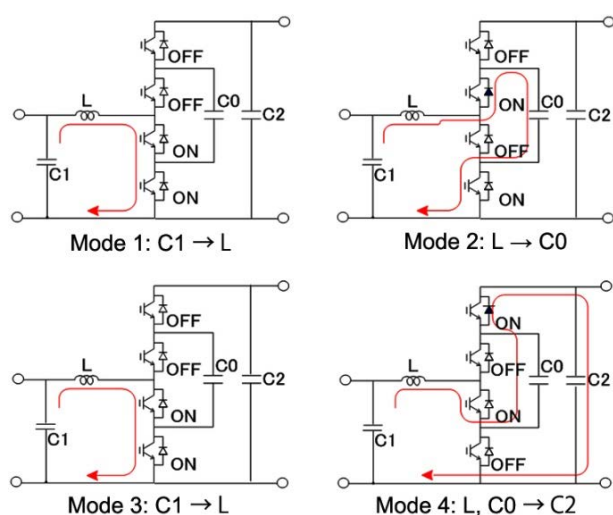 OFF
OFF
L
C0
C2
ON
C1
ON
Mode 1: C1 → L
OFF
L
ON
C0
C2
OFF
C1
ON
Mode 2: L → C0
OFF
L
OFF
C0
C2
C1
ON
ON
Mode 3: C1 → L
ON
L
OFF
C0
C2
C1
ON
OFF
Mode 4: L, C0 → C2